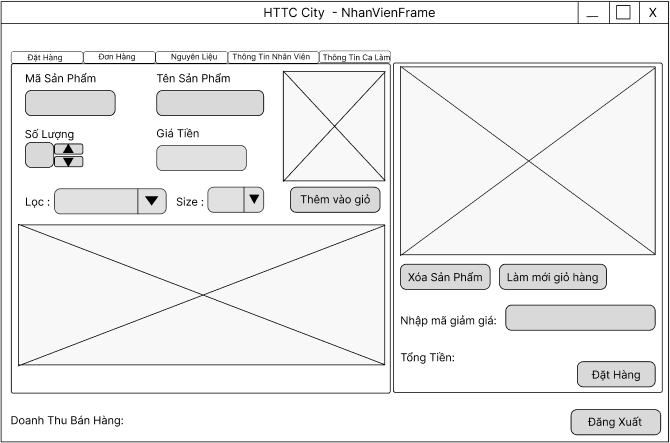 HTTC City - NhanVienFrame
X
Đặt Hàng
Đơn Hàng
Nguyên Liệu
Thông Tin Nhân Viên
Thông Tin Ca Làm
Mã Sản Phẩm
Tên Sản Phẩm
Số Lượng
Giá Tiền
Lọc :
Size :
Thêm vào giỏ
Xóa Sản Phẩm
Làm mới giỏ hàng
Nhập mã giảm giá:
Tổng Tiền:
Đặt Hàng
Doanh Thu Bán Hàng:
Đăng Xuất